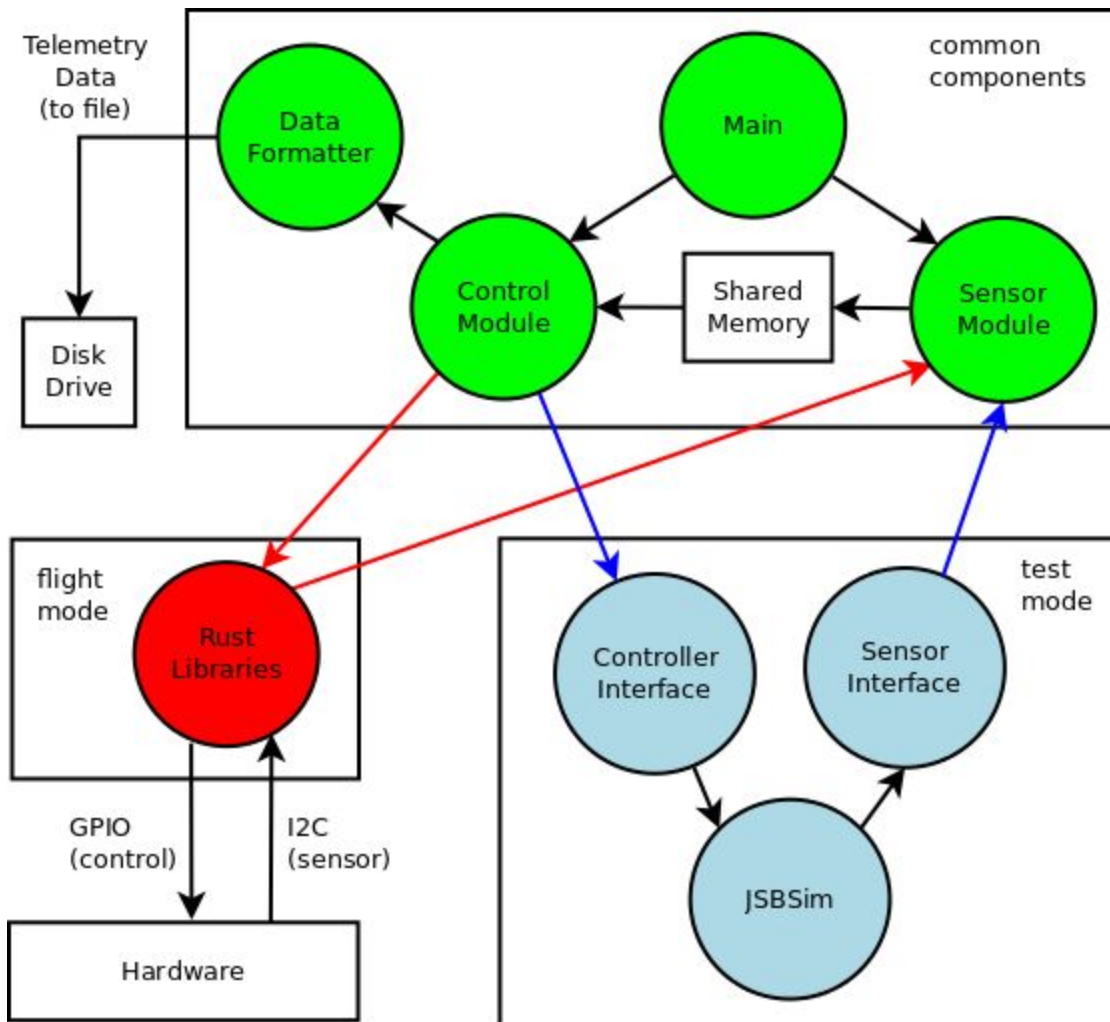 Telemetry
Data
(to file)
common
components
Data
Formatter
Main
Control
Module
Shared
Memory
Sensor
Module
Disk
Drive
flight
mode
Rust
Libraries
test
mode
Controller
Interface
Sensor
Interface
GPIO
(control)
I2C
(sensor)
JSBSim
Hardware